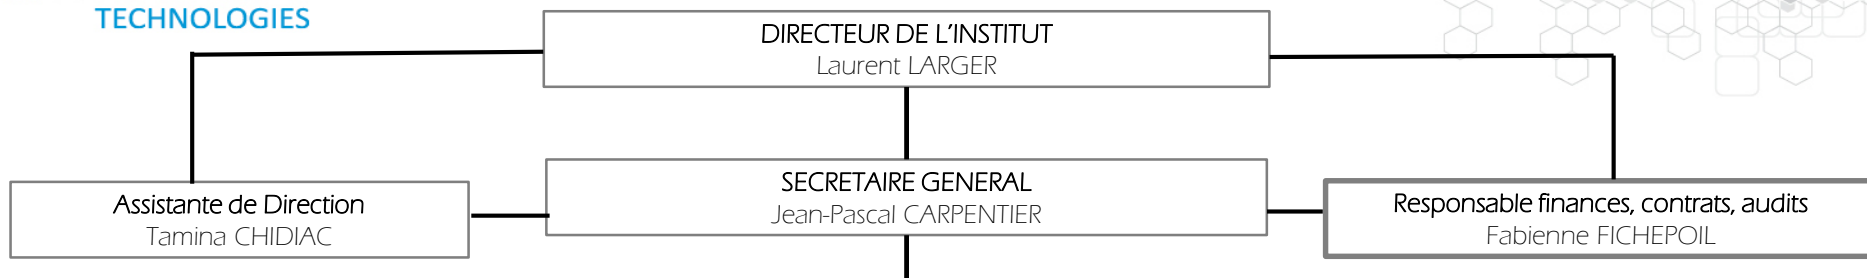 TECHNOLOGIES
DIRECTEUR DE L'INSTITUT
Laurent LARGER
SECRETAIRE GENERAL
Jean-Pascal CARPENTIER
Assistante de Direction
Tamina CHIDIAC
Responsable finances, contrats, audits
Fabienne FICHEPOIL